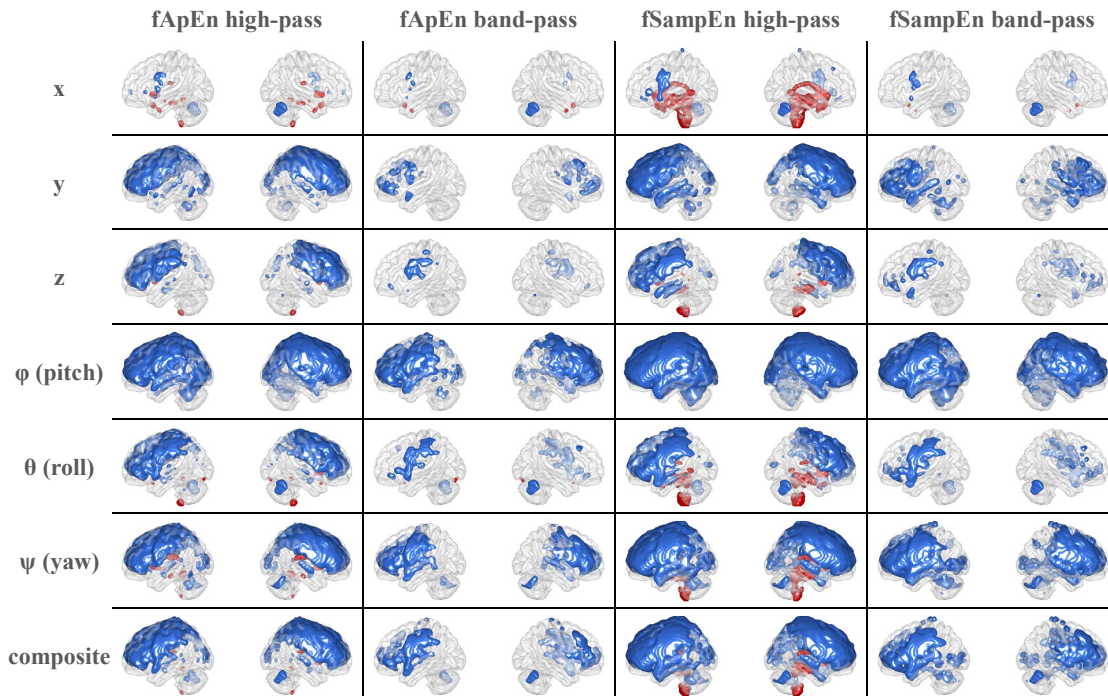 fApEn high-pass fApEn band-pass fSampEn high-pass fSampEn band-pass
x
y
z
φ (pitch)
θ (roll)
ψ (yaw)
composite